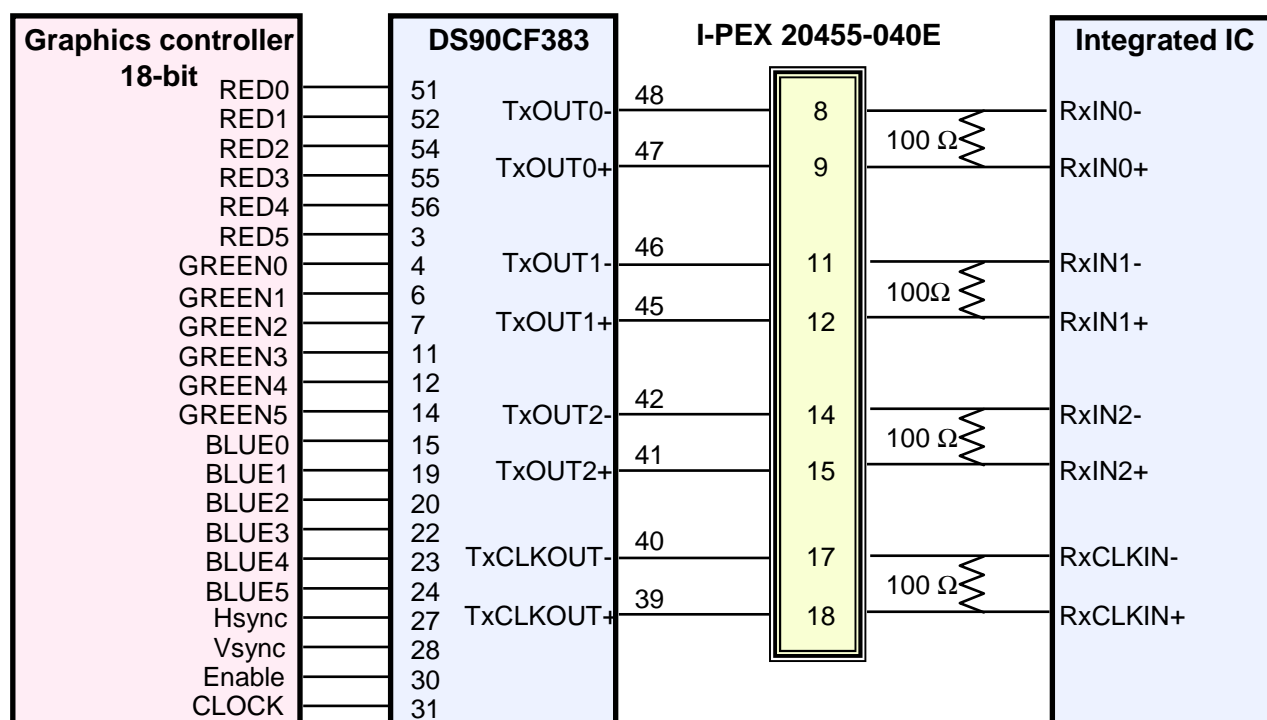 Graphics controller
18-bit
DS90CF383
I-PEX 20455-040E
Integrated IC
RED0 51
RED1 52
RED2 54
RED3 55
RED4 56
RED5 3
GREEN0 4
GREEN1 6
GREEN2 7
GREEN3 11
GREEN4 12
GREEN5 14
BLUE0 15
BLUE1 19
BLUE2 20
BLUE3 22
BLUE4 23
BLUE5 24
Hsync 27
Vsync 28
Enable 30
CLOCK 31
TxOUT0- 48 8 RxIN0-
100 Ω
TxOUT0+ 47 9 RxIN0+
TxOUT1- 46 11 RxIN1-
100Ω
TxOUT1+ 45 12 RxIN1+
TxOUT2- 42 14 RxIN2-
100 Ω
TxOUT2+ 41 15 RxIN2+
TxCLKOUT- 40 17 RxCLKIN-
100 Ω
TxCLKOUT+ 39 18 RxCLKIN+